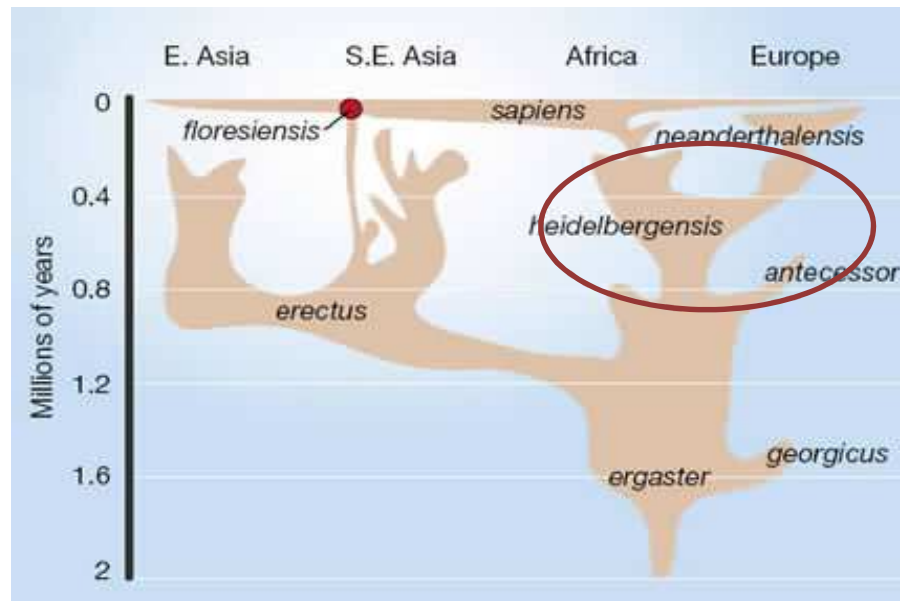 E. Asia S.E. Asia Africa Europe
0
sapiens
floresiensis
neanderthalensis
0.4
heidelbergensis
antecessor
0.8
erectus
1.2
georgicus
1.6
ergaster
2
Millions of years